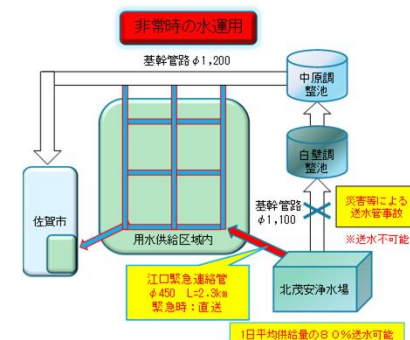 非常時の水運用
基幹管路φ1,200
中原調
整池
白壁調
整池
基幹管路
φ1,100
災害等による
送水管事故
※送水不可能
佐賀市
用水供給区域内
江口緊急連絡管
φ450 L=2.3km
緊急時：直送
北茂安浄水場
1日平均供給量の80％送水可能